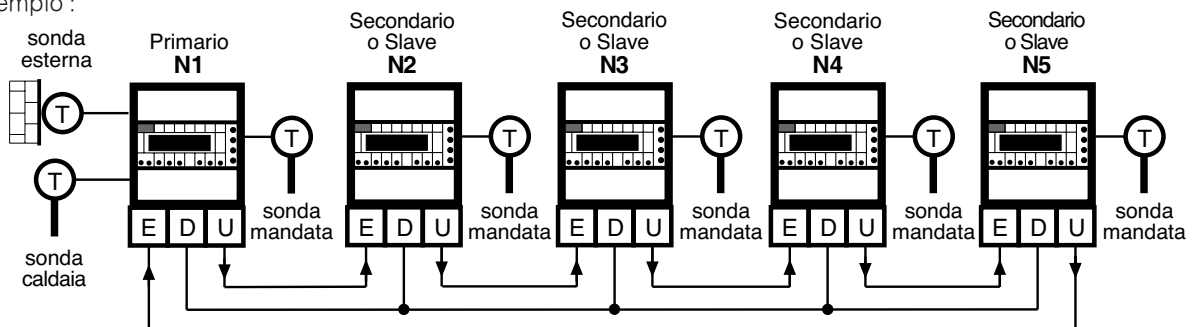 empio :
sonda
esterna
Primario
N1
Secondario
o Slave
N2
Secondario
o Slave
N3
Secondario
o Slave
N4
Secondario
o Slave
N5
T
T
T
T
T
T
T
sonda
caldaia
E D U
sonda
mandata
E D U
sonda
mandata
E D U
sonda
mandata
E D U
sonda
mandata
E D U
sonda
mandata